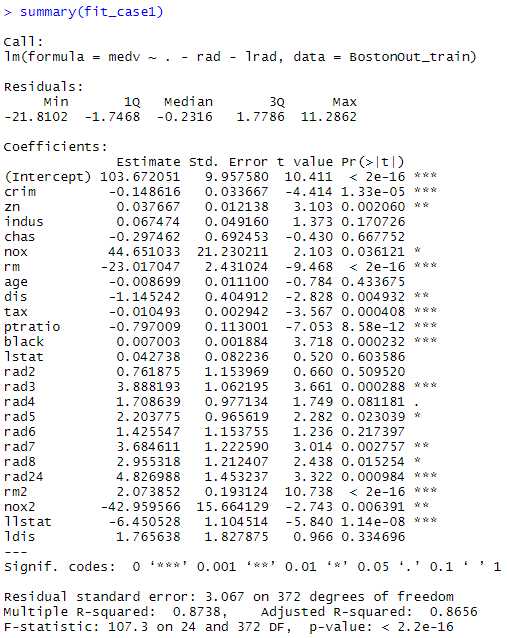 > summary(fit_case1)
Call:
lm(formula = medv ~ . - rad - lrad, data = BostonOut_train)
Residuals:
     Min       1Q   Median       3Q      Max
-21.8102  -1.7468  -0.2316   1.7786  11.2862
Coefficients:
              Estimate Std. Error t value Pr(>|t|)
(Intercept) 103.672051   9.957580  10.411  < 2e-16 ***
crim         -0.148616   0.033667  -4.414 1.33e-05 ***
zn            0.037667   0.012138   3.103 0.002060 **
indus         0.067474   0.049160   1.373 0.170726
chas         -0.297462   0.692453  -0.430 0.667752
nox          44.651033  21.230211   2.103 0.036121 *
rm          -23.017047   2.431024  -9.468  < 2e-16 ***
age          -0.008699   0.011100  -0.784 0.433675
dis          -1.145242   0.404912  -2.828 0.004932 **
tax          -0.010493   0.002942  -3.567 0.000408 ***
ptratio      -0.797009   0.113001  -7.053 8.58e-12 ***
black         0.007003   0.001884   3.718 0.000232 ***
lstat         0.042738   0.082236   0.520 0.603586
rad2          0.761875   1.153969   0.660 0.509520
rad3          3.888193   1.062195   3.661 0.000288 ***
rad4          1.708639   0.977134   1.749 0.081181 .
rad5          2.203775   0.965619   2.282 0.023039 *
rad6          1.425547   1.153755   1.236 0.217397
rad7          3.684611   1.222590   3.014 0.002757 **
rad8          2.955318   1.212407   2.438 0.015254 *
rad24         4.826988   1.453237   3.322 0.000984 ***
rm2           2.073852   0.193124  10.738  < 2e-16 ***
nox2        -42.959566  15.664129  -2.743 0.006391 **
llstat       -6.450528   1.104514  -5.840 1.14e-08 ***
ldis          1.765638   1.827875   0.966 0.334696
---
Signif. codes:  0 ‘***’ 0.001 ‘**’ 0.01 ‘*’ 0.05 ‘.’ 0.1 ‘ ’ 1
Residual standard error: 3.067 on 372 degrees of freedom
Multiple R-squared:  0.8738,    Adjusted R-squared:  0.8656
F-statistic: 107.3 on 24 and 372 DF,  p-value: < 2.2e-16